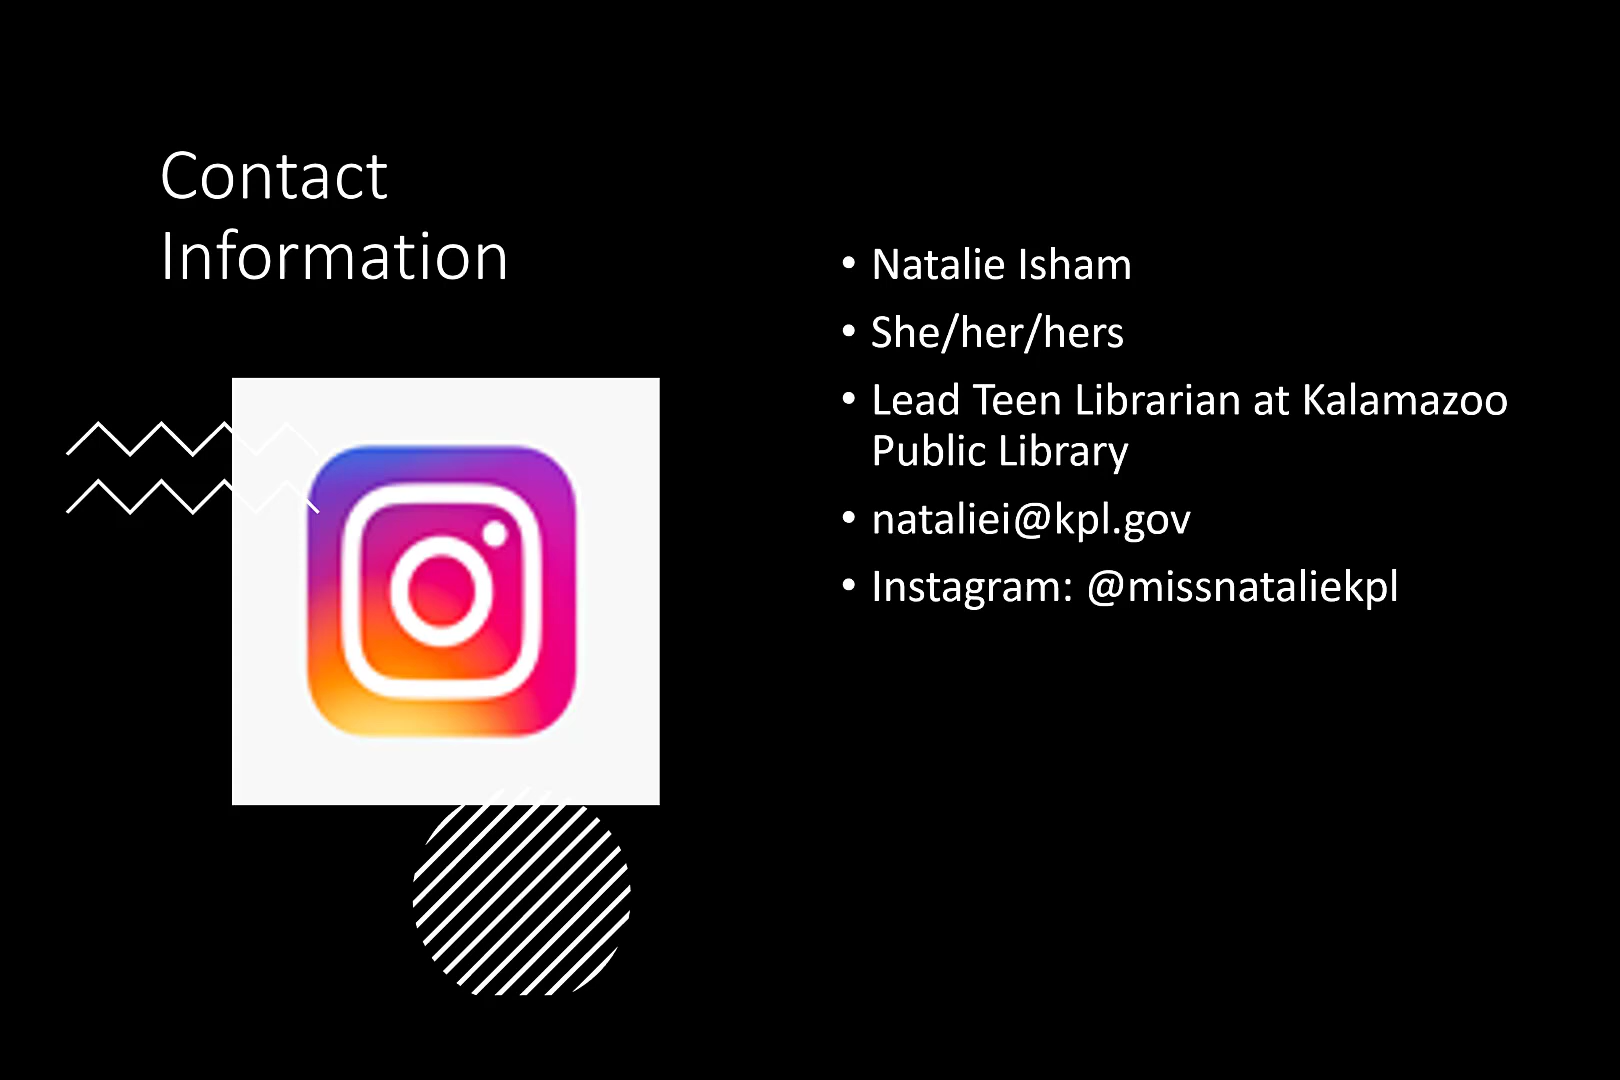 Contact
Information
• Natalie Isham
• She/her/hers
• Lead Teen Librarian at Kalamazoo
Public Library
• nataliei@kpl.gov
• Instagram: @missnataliekpl